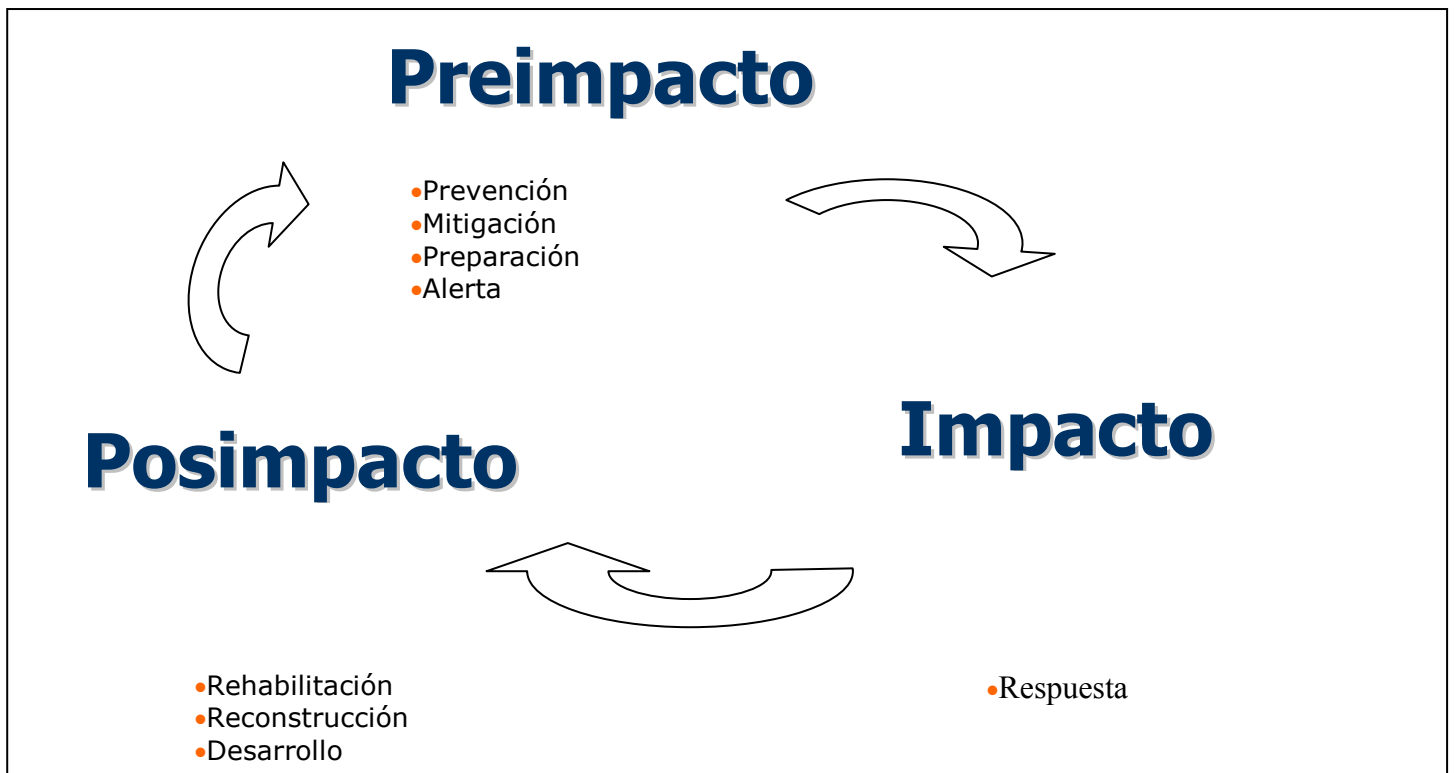 Preimpacto
•Prevención
•Mitigación
•Preparación
•Alerta
Impacto
Posimpacto
•Rehabilitación
•Reconstrucción
•Desarrollo
•Respuesta